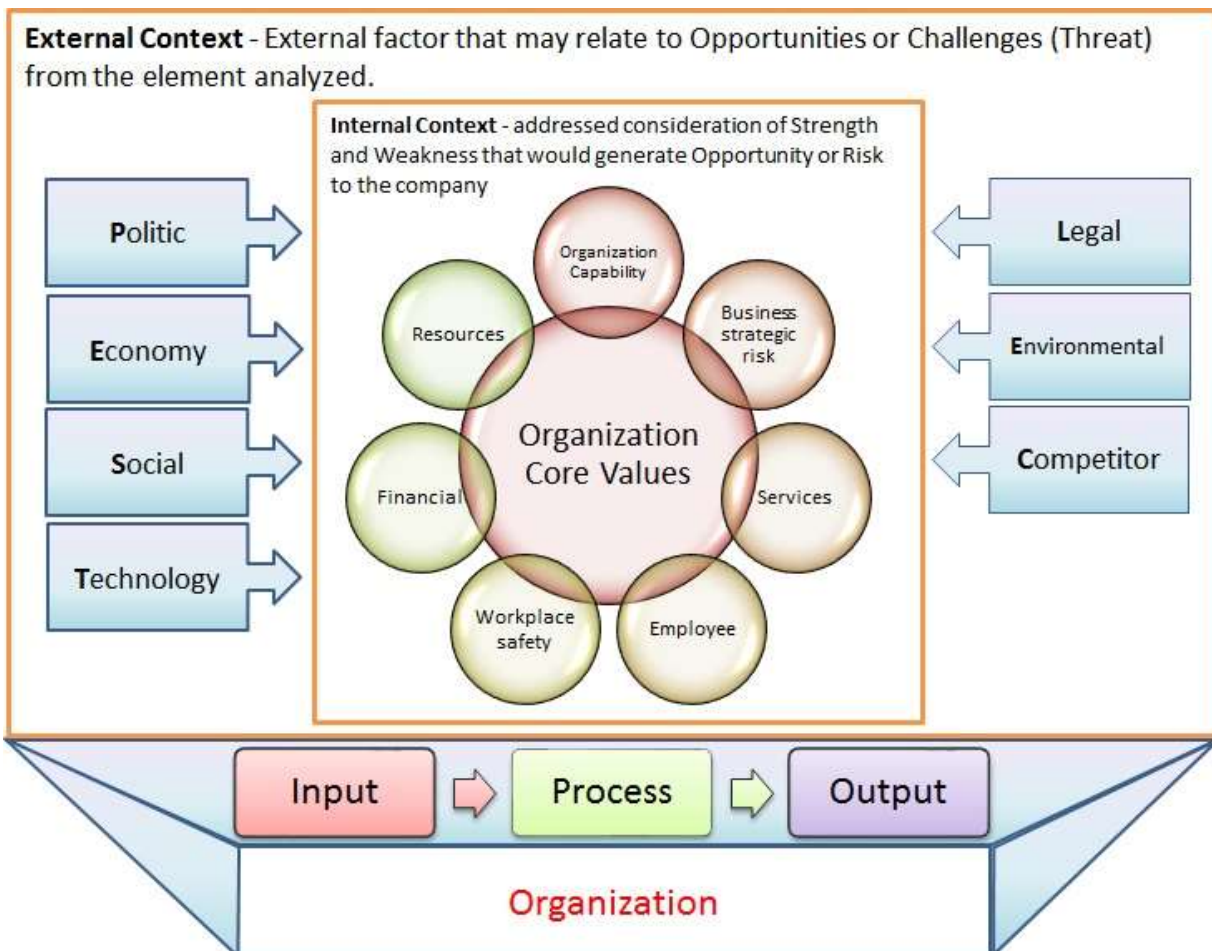 External Context - External factor that may relate to Opportunities or Challenges (Threat)
from the element analyzed.
Internal Context - addressed consideration of Strength
and Weakness that would generate Opportunity or Risk
to the company
Politic
Economy
Social
Technology
Organization
Capability
Resources
Business
strategic
risk
Organization
Core Values
Financial
Services
Workplace
safety
Employee
Legal
Environmental
Competitor
Input
Process
Output
Organization